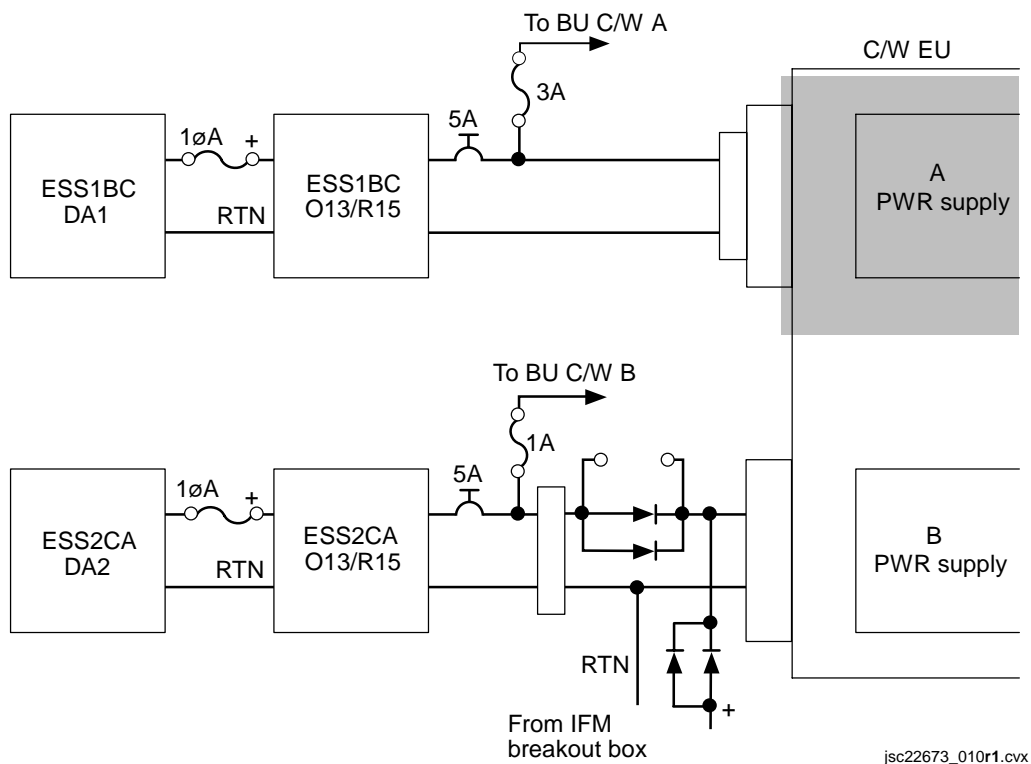 To BU C/W A
C/W EU
3A
5A
1øA
+
ESS1BC
DA1
RTN
ESS1BC
O13/R15
A
PWR supply
To BU C/W B
1A
5A
1øA
+
ESS2CA
DA2
RTN
ESS2CA
O13/R15
B
PWR supply
RTN
+
From IFM
breakout box
jsc22673_010r1.cvx